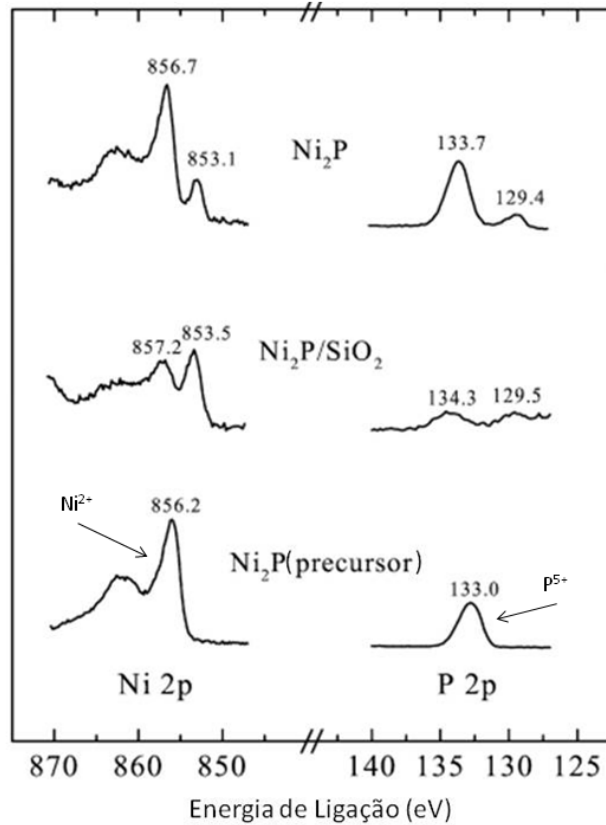 856.7
853.1
Ni₂P
133.7
129.4
857.2
853.5
Ni₂P/SiO₂
134.3
129.5
Ni²⁺
856.2
Ni₂P(precursor)
133.0
P⁵⁺
Ni 2p
P 2p
870 860 850 140 135 130 125
Energia de Ligação (eV)